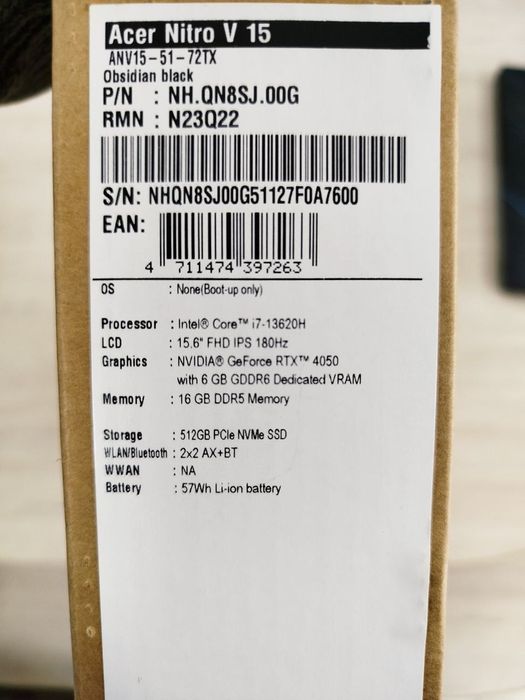 Acer Nitro V 15
ANV15-51-72TX
Obsidian black
P/N : NH.QN8SJ.00G
RMN : N23Q22
S/N: NHQN8SJ00G51127F0A7600
EAN:
4 711474 397263
OS : None(Boot-up only)
Processor : Intel® Core™ i7-13620H
LCD : 15.6" FHD IPS 180Hz
Graphics : NVIDIA® GeForce RTX™ 4050
with 6 GB GDDR6 Dedicated VRAM
Memory : 16 GB DDR5 Memory
Storage : 512GB PCIe NVMe SSD
WLAN/Bluetooth : 2x2 AX+BT
WWAN : NA
Battery : 57Wh Li-ion battery